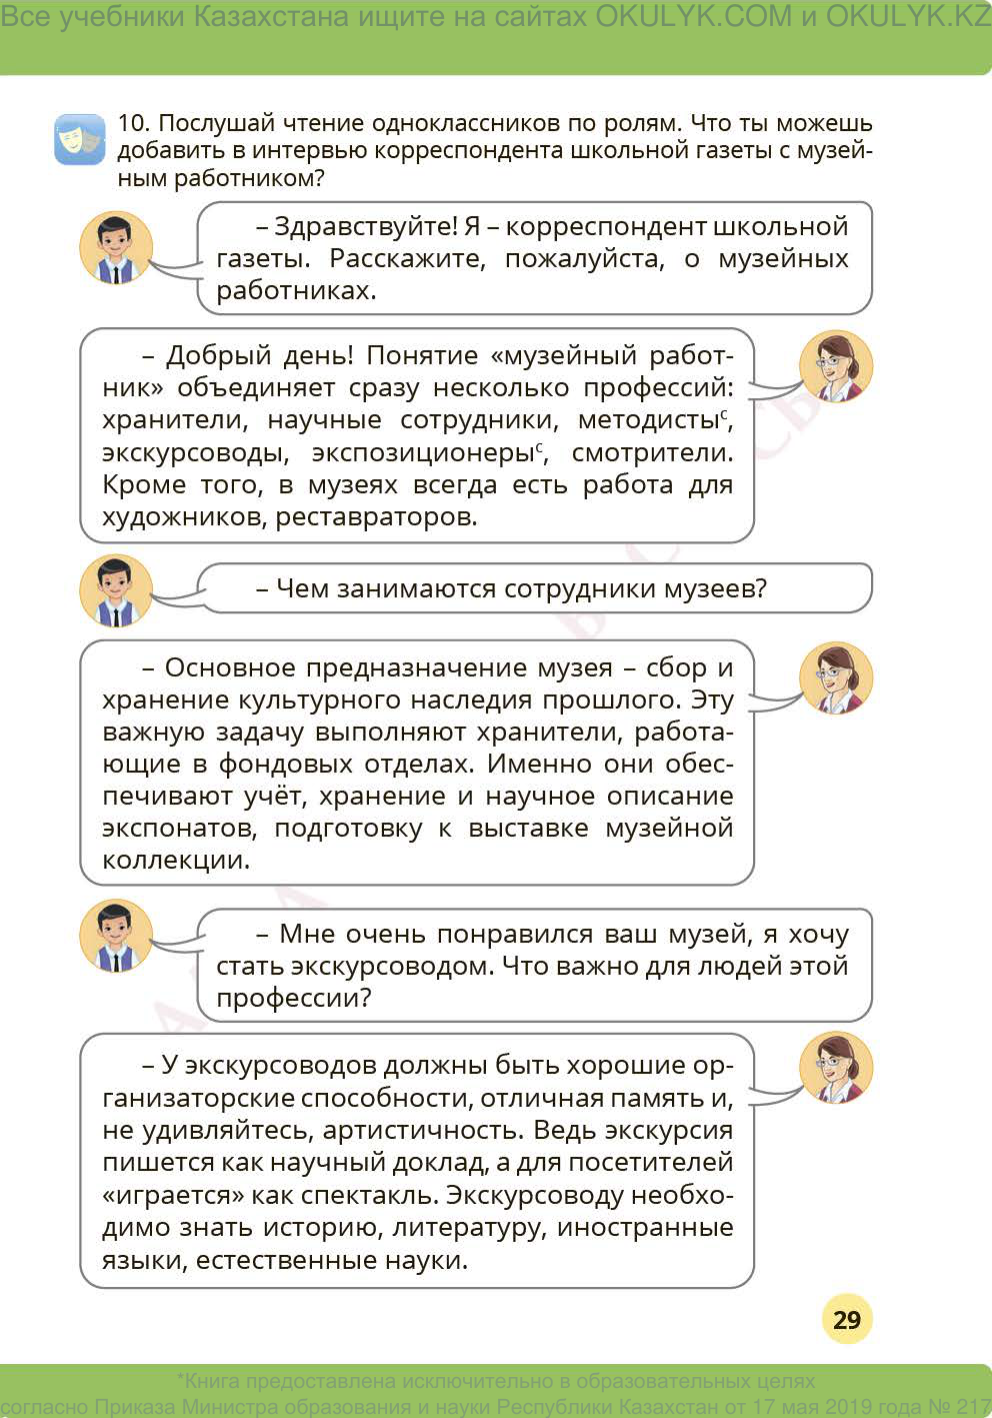 Все учебники Казахстана ищите на сайтах OKULYK.COM и OKULYK.KZ
10. Послушай чтение одноклассников по ролям. Что ты можешь
добавить в интервью корреспондента школьной газеты с музей-
ным работником?
– Здравствуйте! Я – корреспондент школьной
газеты. Расскажите, пожалуйста, о музейных
работниках.
– Добрый день! Понятие «музейный работ-
ник» объединяет сразу несколько профессий:
хранители, научные сотрудники, методистыс,
экскурсоводы, экспозиционерыс, смотрители.
Кроме того, в музеях всегда есть работа для
художников, реставраторов.
– Чем занимаются сотрудники музеев?
– Основное предназначение музея – сбор и
хранение культурного наследия прошлого. Эту
важную задачу выполняют хранители, работа-
ющие в фондовых отделах. Именно они обес-
печивают учёт, хранение и научное описание
экспонатов, подготовку к выставке музейной
коллекции.
– Мне очень понравился ваш музей, я хочу
стать экскурсоводом. Что важно для людей этой
профессии?
– У экскурсоводов должны быть хорошие ор-
ганизаторские способности, отличная память и,
не удивляйтесь, артистичность. Ведь экскурсия
пишется как научный доклад, а для посетителей
«играется» как спектакль. Экскурсоводу необхо-
димо знать историю, литературу, иностранные
языки, естественные науки.
29
*Книга предоставлена исключительно в образовательных целях
согласно Приказа Министра образования и науки Республики Казахстан от 17 мая 2019 года № 217